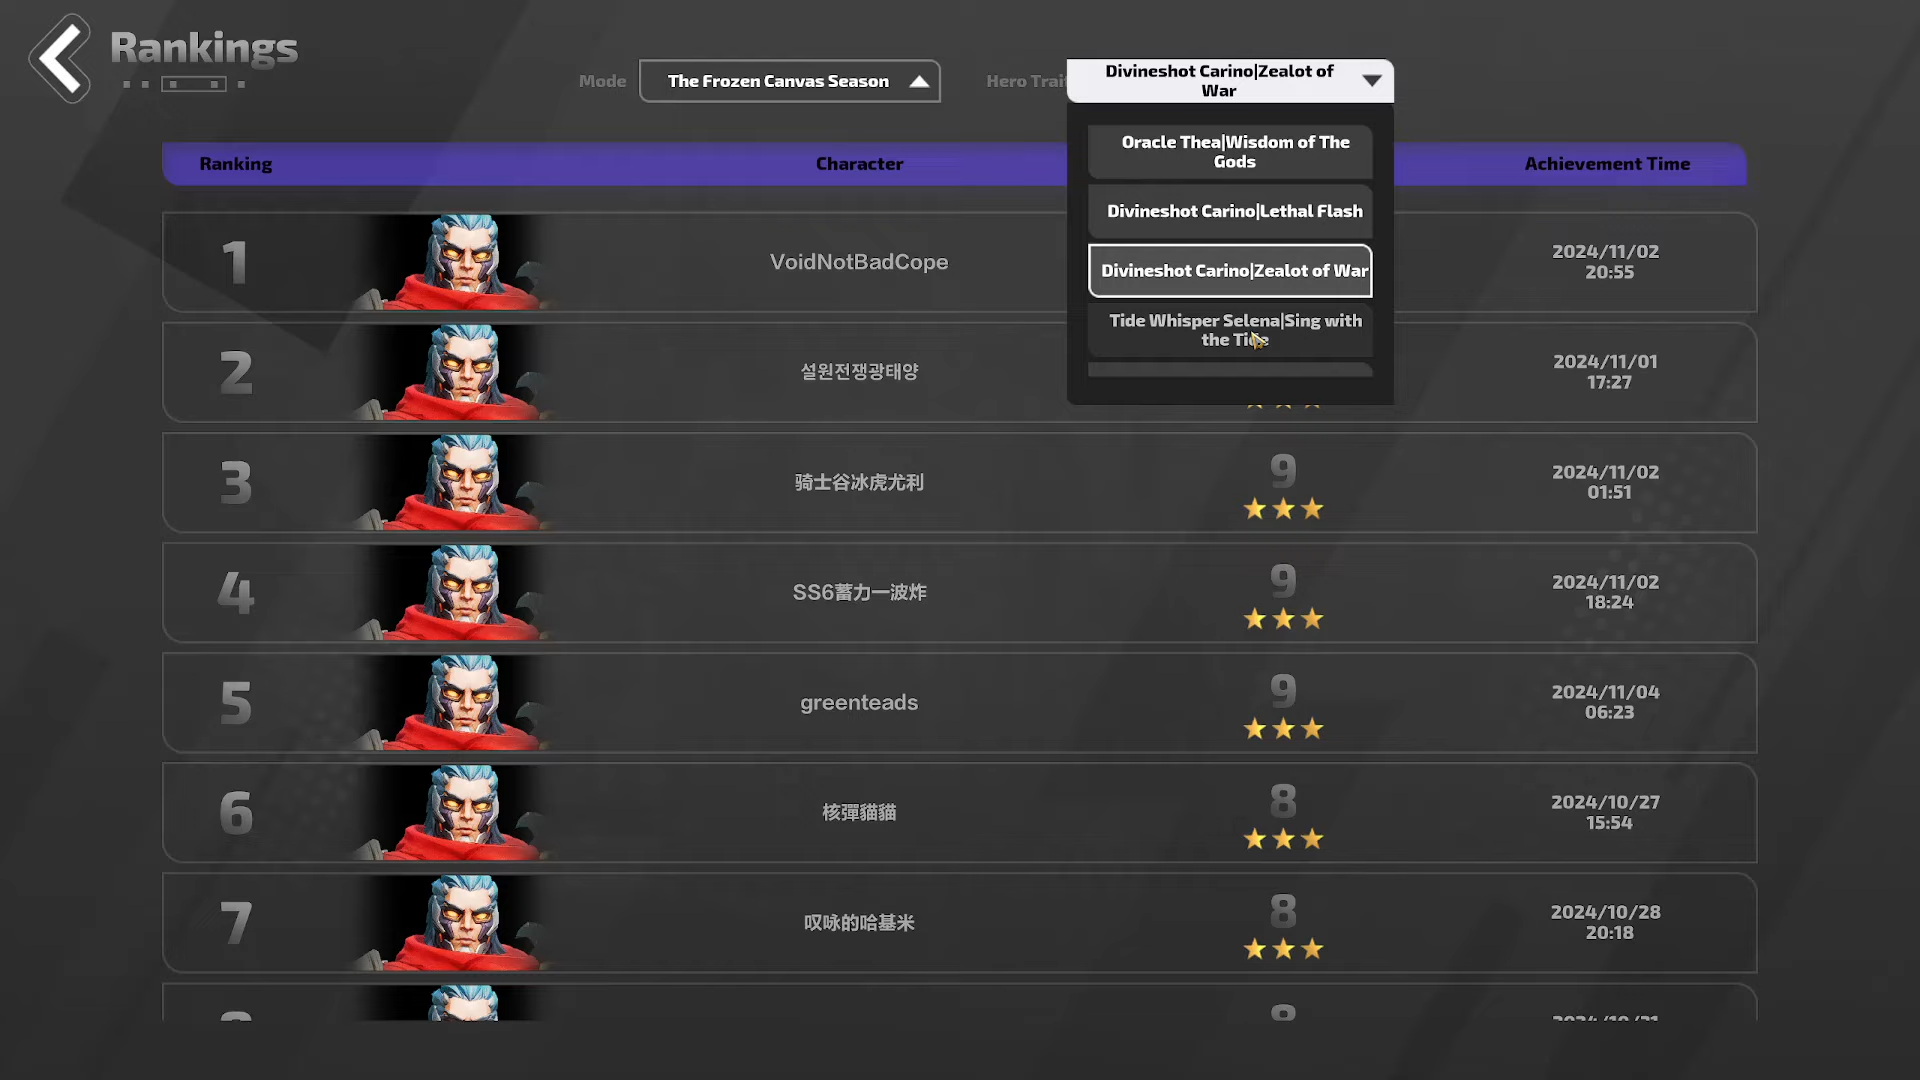 Rankings
Mode
The Frozen Canvas Season
Hero Trait
Divineshot Carino|Zealot of
War
Oracle Thea|Wisdom of The
Gods
Divineshot Carino|Lethal Flash
Divineshot Carino|Zealot of War
Tide Whisper Selena|Sing with
the Tide
Ranking
Character
Achievement Time
1
VoidNotBadCope
2024/11/02
20:55
2
설원전쟁광태양
2024/11/01
17:27
3
骑士谷冰虎尤利
9
2024/11/02
01:51
4
SS6蓄力一波炸
9
2024/11/02
18:24
5
greenteads
9
2024/11/04
06:23
6
核彈貓貓
8
2024/10/27
15:54
7
叹咏的哈基米
8
2024/10/28
20:18